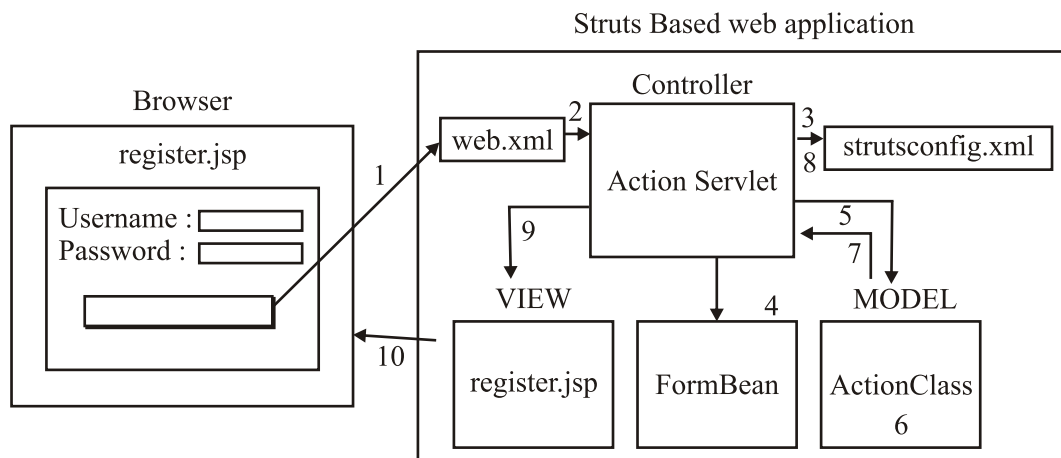 Struts Based web application
Browser
register.jsp
Username :
Password :
1
web.xml
2
Controller
Action Servlet
3
8
strutsconfig.xml
9
5
7
VIEW
4
MODEL
10
register.jsp
FormBean
ActionClass
6